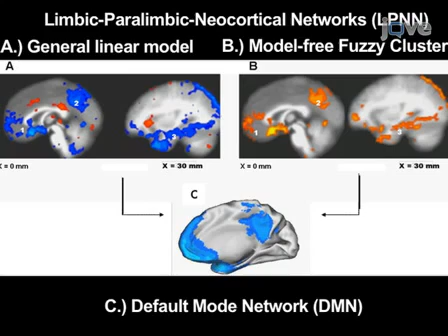 Limbic-Paralimbic-Neocortical Networks (LPNN)
jove
A.) General linear model
B.) Model-free Fuzzy Cluster
A
B
1
2
3
1
2
3
X = 0 mm
X = 30 mm
X = 0 mm
X = 30 mm
C
C.) Default Mode Network (DMN)